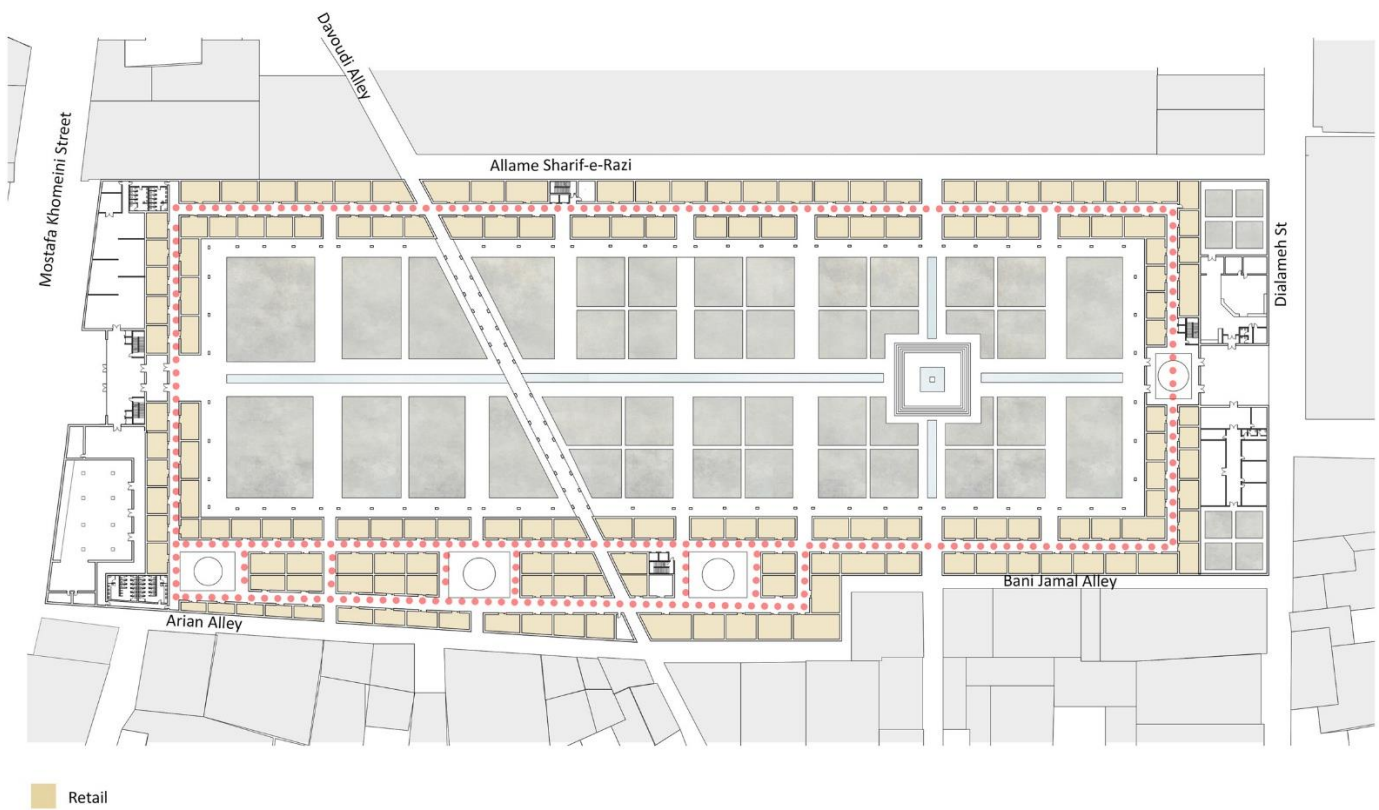 Davoudi Alley
Mostafa Khomeini Street
Allame Sharif-e-Razi
Dialameh St
Bani Jamal Alley
Arian Alley
Retail